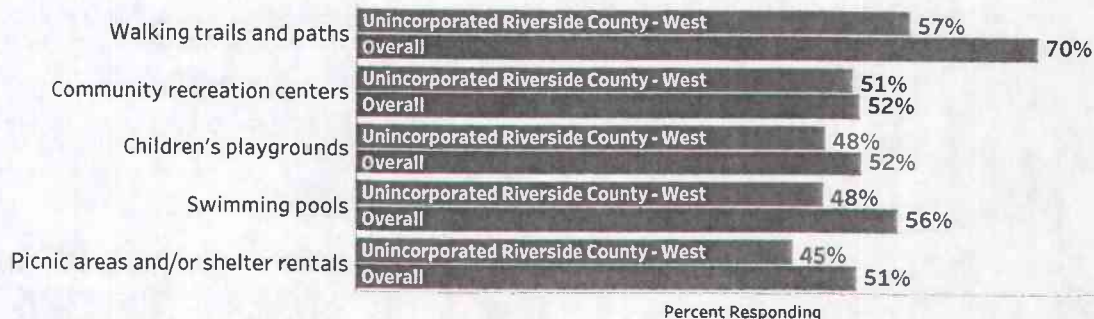 Walking trails and paths
Unincorporated Riverside County - West 57%
Overall 70%
Community recreation centers
Unincorporated Riverside County - West 51%
Overall 52%
Children's playgrounds
Unincorporated Riverside County - West 48%
Overall 52%
Swimming pools
Unincorporated Riverside County - West 48%
Overall 56%
Picnic areas and/or shelter rentals
Unincorporated Riverside County - West 45%
Overall 51%
Percent Responding